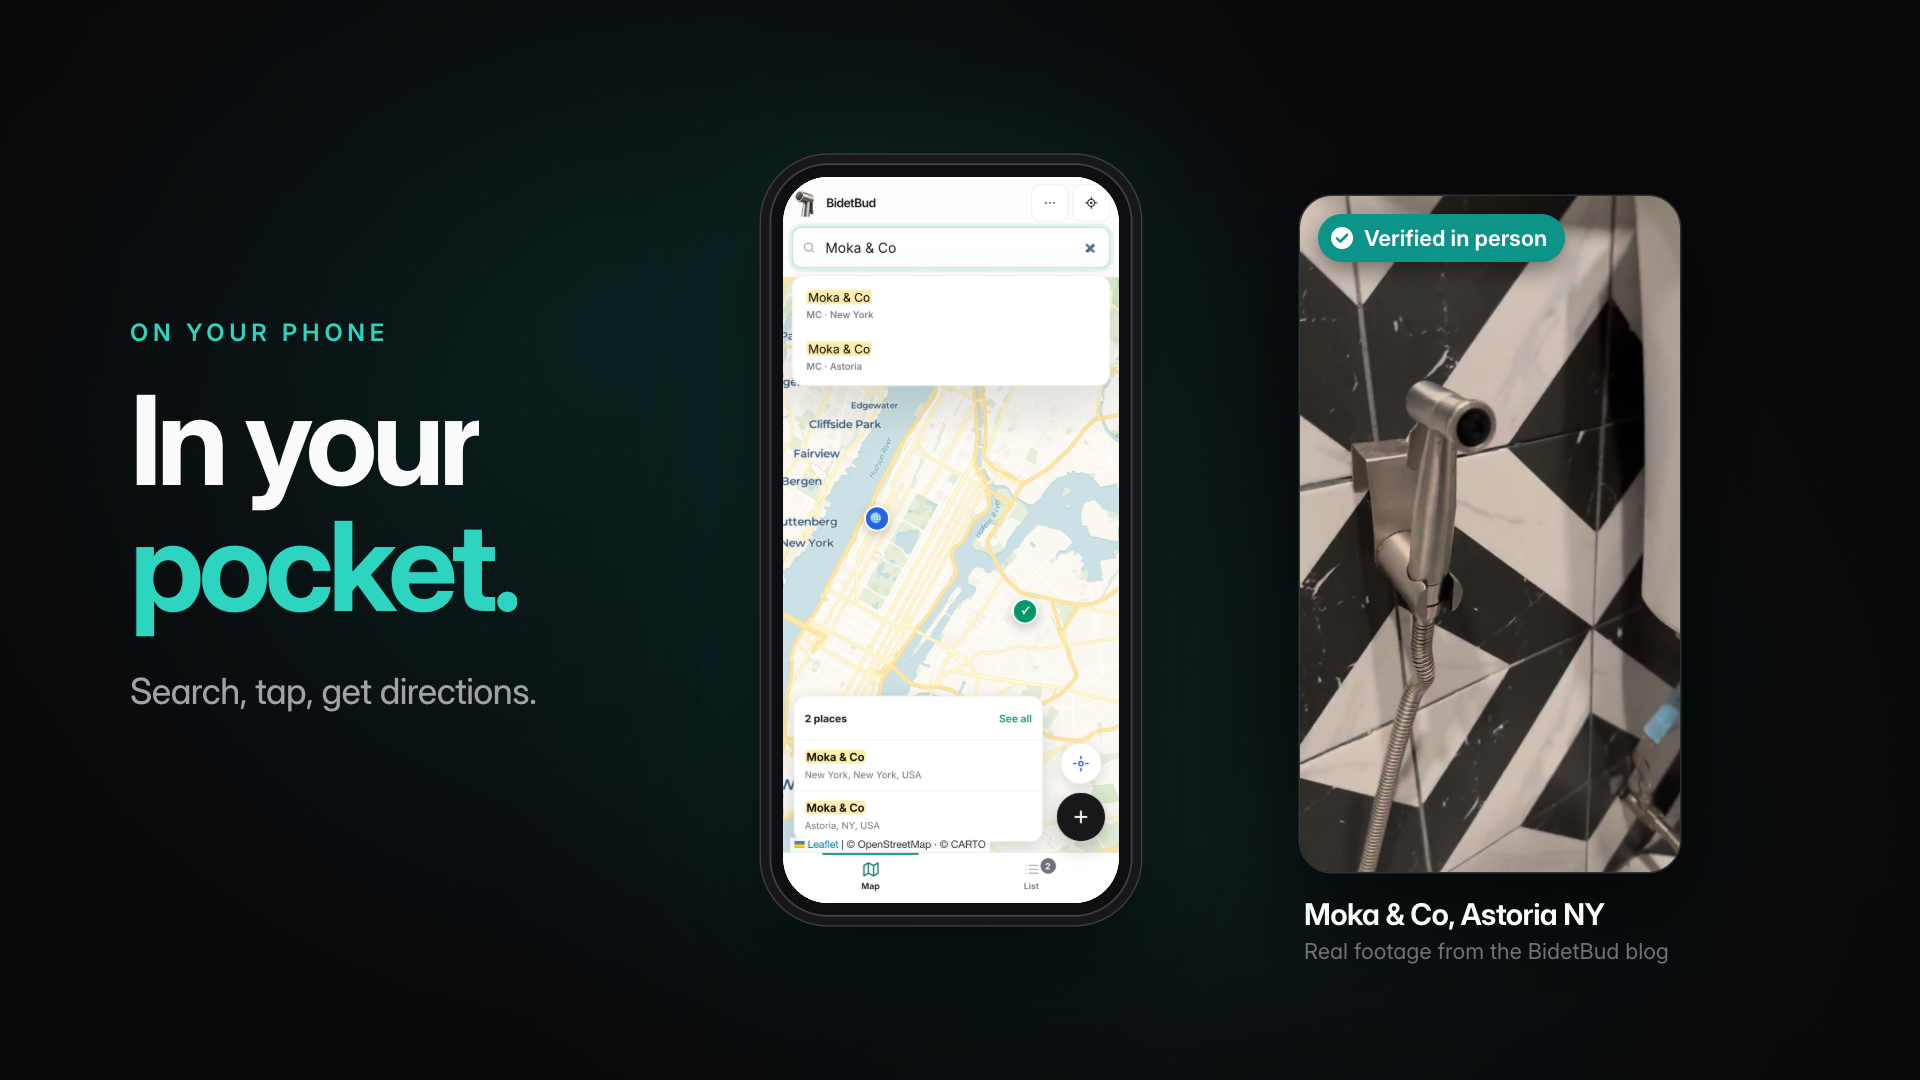 ON YOUR PHONE
In your
pocket.
Search, tap, get directions.
BidetBud
Moka & Co
Moka & Co
MC · New York
Moka & Co
MC · Astoria
Edgewater
Cliffside Park
Fairview
Bergen
uttenberg
New York
Hudson River
2 places
See all
Moka & Co
New York, New York, USA
Moka & Co
Astoria, NY, USA
Leaflet | © OpenStreetMap · © CARTO
Map
List
2
Verified in person
Moka & Co, Astoria NY
Real footage from the BidetBud blog